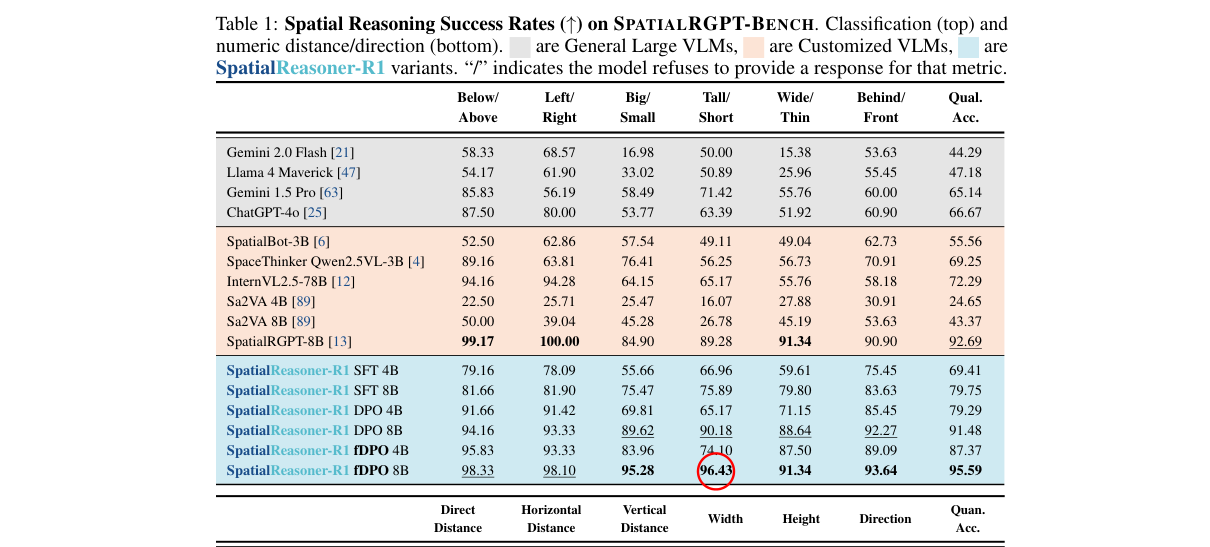 Table 1: Spatial Reasoning Success Rates (↑) on SPATIALRGPT-BENCH. Classification (top) and
numeric distance/direction (bottom). are General Large VLMs, are Customized VLMs, are
SpatialReasoner-R1 variants. “/” indicates the model refuses to provide a response for that metric.
Below/ Left/ Big/ Tall/ Wide/ Behind/ Qual.
Above Right Small Short Thin Front Acc.
Gemini 2.0 Flash [21] 58.33 68.57 16.98 50.00 15.38 53.63 44.29
Llama 4 Maverick [47] 54.17 61.90 33.02 50.89 25.96 55.45 47.18
Gemini 1.5 Pro [63] 85.83 56.19 58.49 71.42 55.76 60.00 65.14
ChatGPT-4o [25] 87.50 80.00 53.77 63.39 51.92 60.90 66.67
SpatialBot-3B [6] 52.50 62.86 57.54 49.11 49.04 62.73 55.56
SpaceThinker Qwen2.5VL-3B [4] 89.16 63.81 76.41 56.25 56.73 70.91 69.25
InternVL2.5-78B [12] 94.16 94.28 64.15 65.17 55.76 58.18 72.29
Sa2VA 4B [89] 22.50 25.71 25.47 16.07 27.88 30.91 24.65
Sa2VA 8B [89] 50.00 39.04 45.28 26.78 45.19 53.63 43.37
SpatialRGPT-8B [13] 99.17 100.00 84.90 89.28 91.34 90.90 92.69
SpatialReasoner-R1 SFT 4B 79.16 78.09 55.66 66.96 59.61 75.45 69.41
SpatialReasoner-R1 SFT 8B 81.66 81.90 75.47 75.89 79.80 83.63 79.75
SpatialReasoner-R1 DPO 4B 91.66 91.42 69.81 65.17 71.15 85.45 79.29
SpatialReasoner-R1 DPO 8B 94.16 93.33 89.62 90.18 88.64 92.27 91.48
SpatialReasoner-R1 fDPO 4B 95.83 93.33 83.96 74.10 87.50 89.09 87.37
SpatialReasoner-R1 fDPO 8B 98.33 98.10 95.28 96.43 91.34 93.64 95.59
Direct Horizontal Vertical Width Height Direction Quan.
Distance Distance Distance Acc.